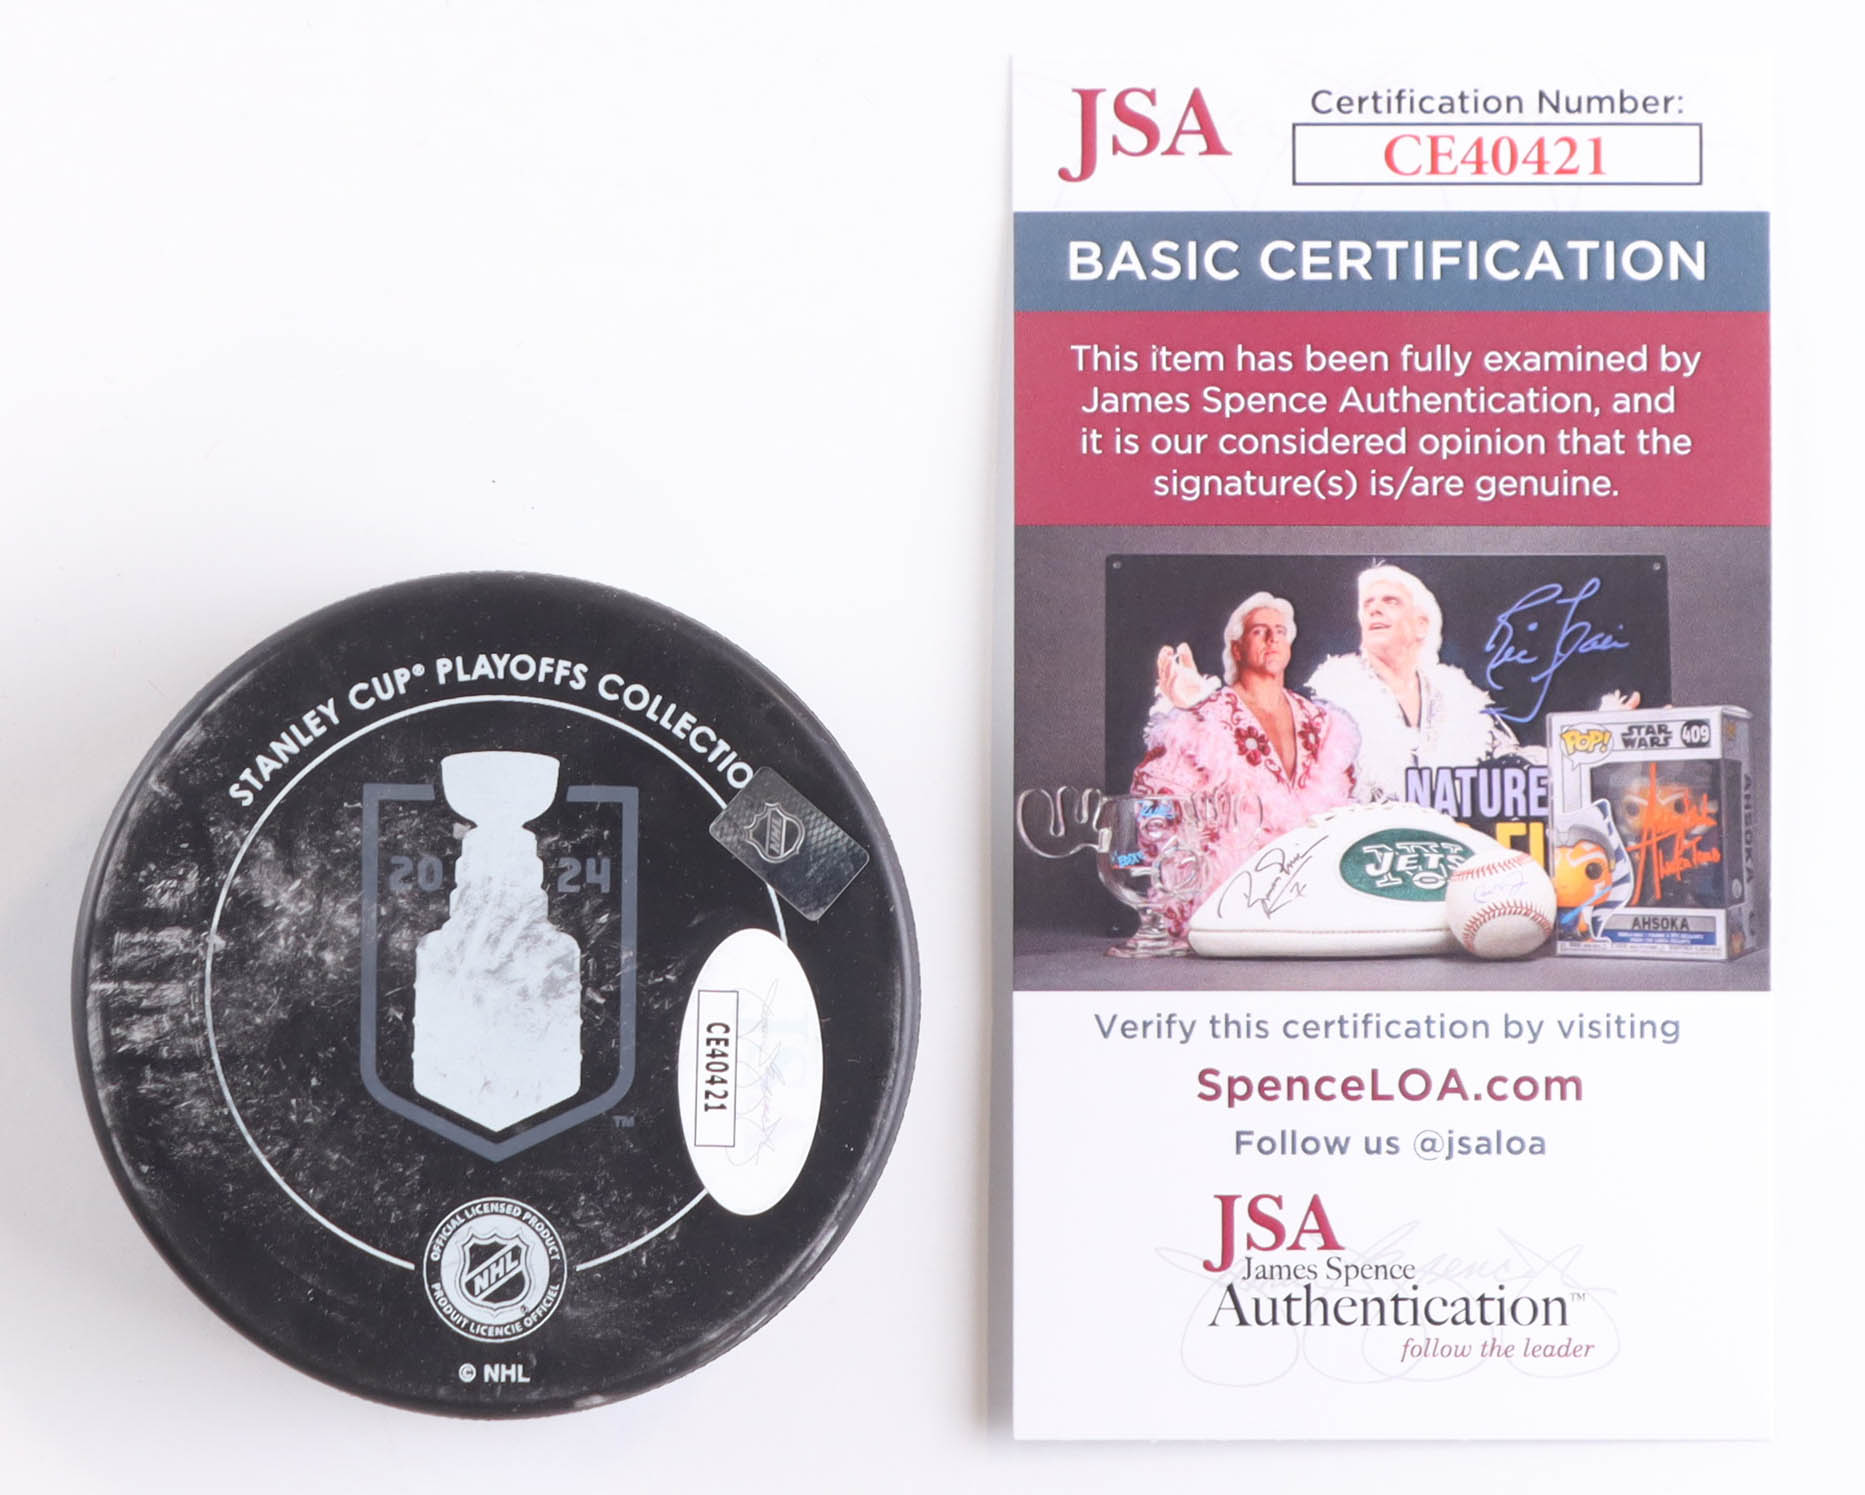 STANLEY CUP® PLAYOFFS COLLECTIO
20 24
TM
CE40421
OFFICIAL LICENSED PRODUCT
NHL
PRODUIT LICENCIE OFFICIEL
© NHL
JSA
Certification Number:
CE40421
BASIC CERTIFICATION
This item has been fully examined by
James Spence Authentication, and
it is our considered opinion that the
signature(s) is/are genuine.
NATURE
POP!
STAR
WARS
409
JETS
AHSOKA
AHSOKA
Verify this certification by visiting
SpenceLOA.com
Follow us @jsaloa
JSA
James Spence
Authentication™
follow the leader